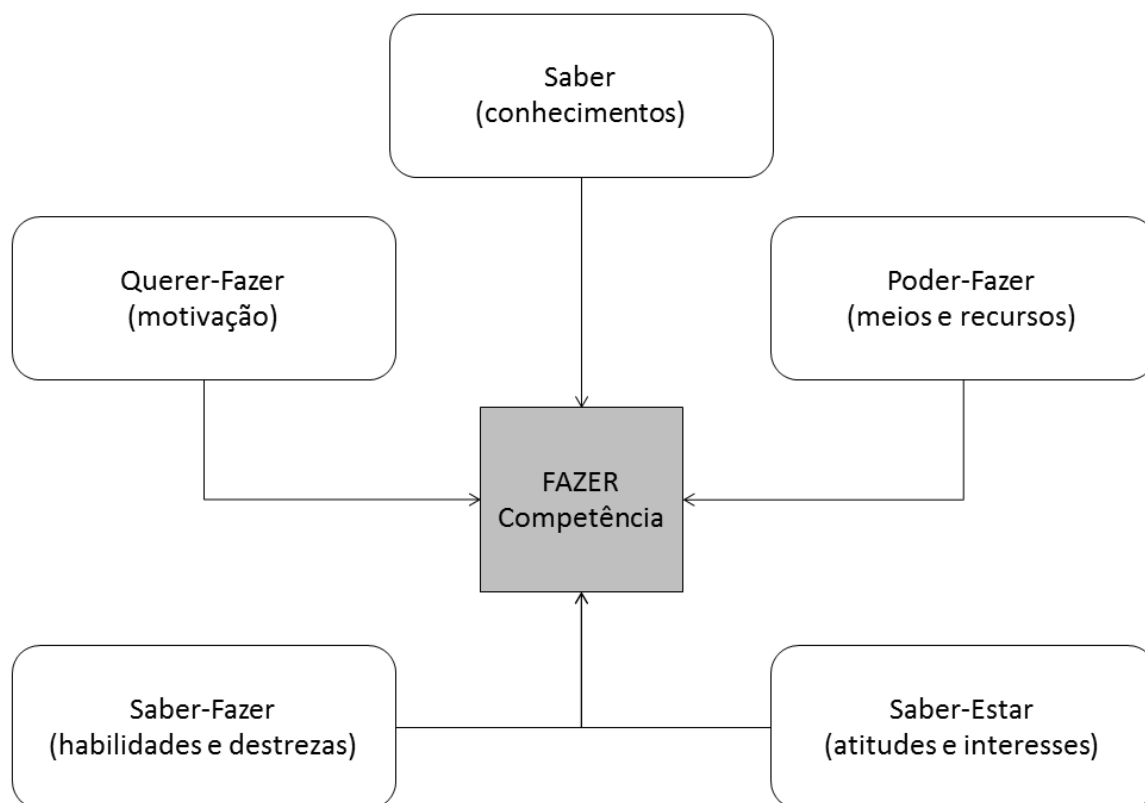 Saber
(conhecimentos)
Querer-Fazer
(motivação)
Poder-Fazer
(meios e recursos)
FAZER
Competência
Saber-Fazer
(habilidades e destrezas)
Saber-Estar
(atitudes e interesses)